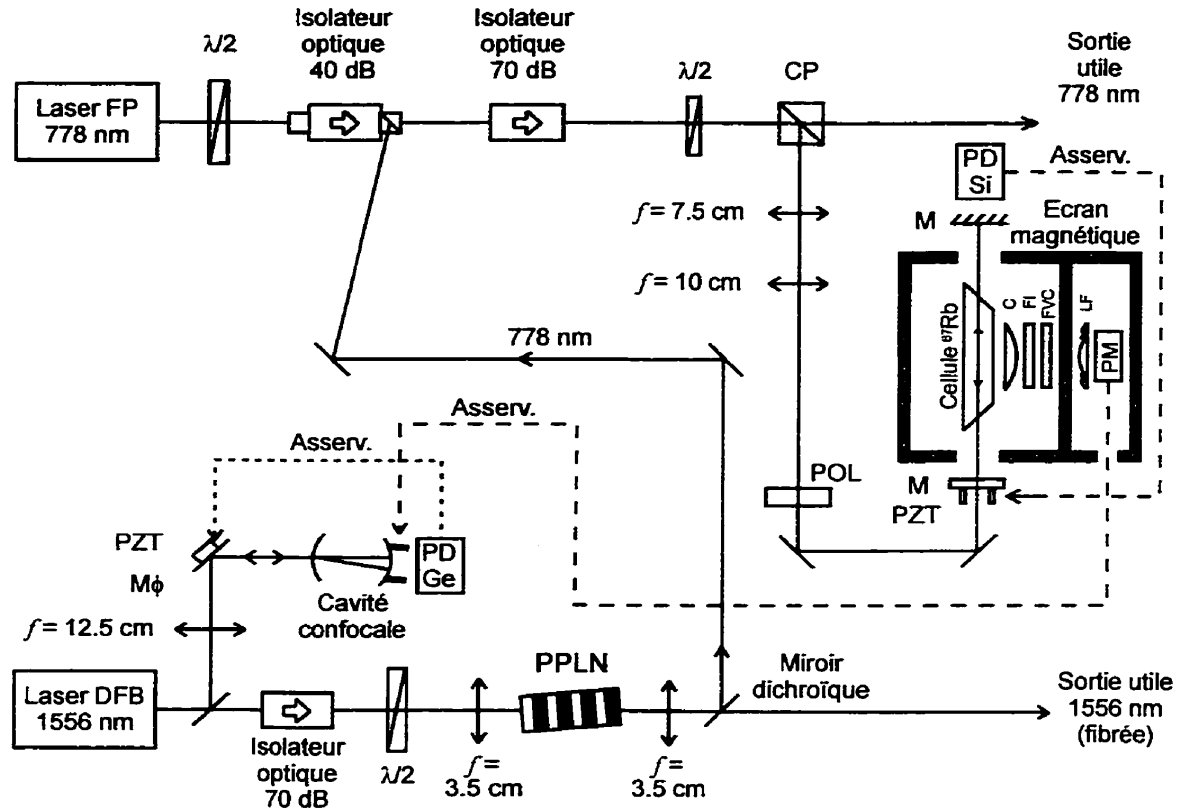 Isolateur
optique
40 dB
Isolateur
optique
70 dB
λ/2
λ/2
CP
Sortie
utile
778 nm
Laser FP
778 nm
PD
Si
Asserv.
f = 7.5 cm
M
Ecran
magnétique
f = 10 cm
Cellule ⁸⁷Rb
C
FI
FVC
LF
PM
778 nm
Asserv.
Asserv.
POL
M
PZT
PZT
Mϕ
PD
Ge
Cavité
confocale
f = 12.5 cm
PPLN
Miroir
dichroïque
Laser DFB
1556 nm
Sortie utile
1556 nm
(fibrée)
Isolateur
optique
70 dB
λ/2
f =
3.5 cm
f =
3.5 cm